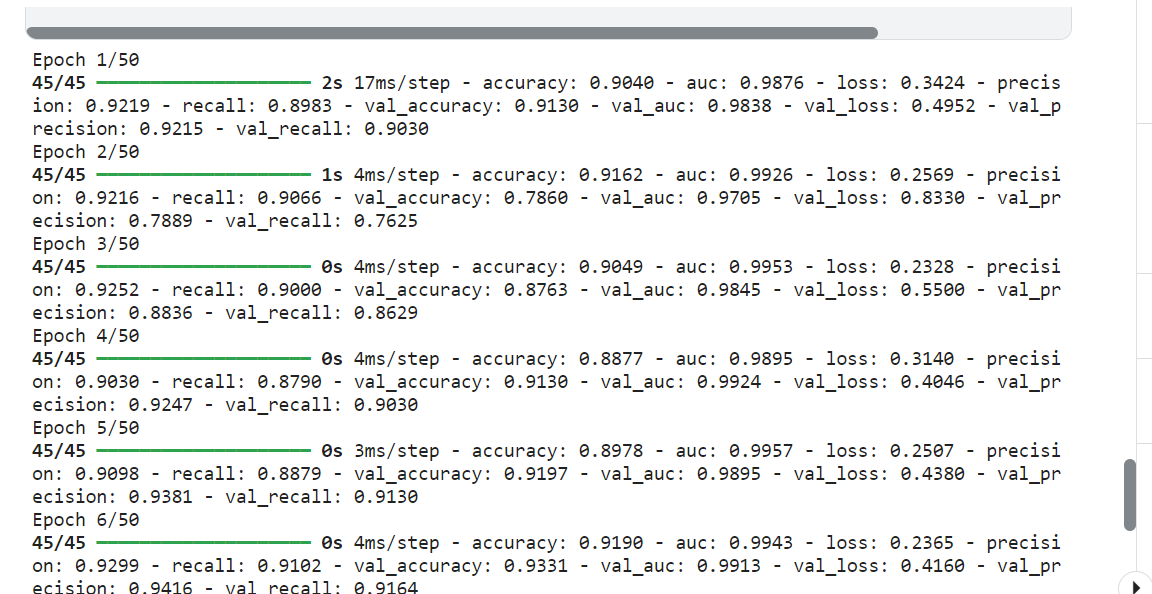 Epoch 1/50
45/45 ━━━━━━━━━━━━━━━━━━━━ 2s 17ms/step - accuracy: 0.9040 - auc: 0.9876 - loss: 0.3424 - precis
ion: 0.9219 - recall: 0.8983 - val_accuracy: 0.9130 - val_auc: 0.9838 - val_loss: 0.4952 - val_p
recision: 0.9215 - val_recall: 0.9030
Epoch 2/50
45/45 ━━━━━━━━━━━━━━━━━━━━ 1s 4ms/step - accuracy: 0.9162 - auc: 0.9926 - loss: 0.2569 - precisi
on: 0.9216 - recall: 0.9066 - val_accuracy: 0.7860 - val_auc: 0.9705 - val_loss: 0.8330 - val_pr
ecision: 0.7889 - val_recall: 0.7625
Epoch 3/50
45/45 ━━━━━━━━━━━━━━━━━━━━ 0s 4ms/step - accuracy: 0.9049 - auc: 0.9953 - loss: 0.2328 - precisi
on: 0.9252 - recall: 0.9000 - val_accuracy: 0.8763 - val_auc: 0.9845 - val_loss: 0.5500 - val_pr
ecision: 0.8836 - val_recall: 0.8629
Epoch 4/50
45/45 ━━━━━━━━━━━━━━━━━━━━ 0s 4ms/step - accuracy: 0.8877 - auc: 0.9895 - loss: 0.3140 - precisi
on: 0.9030 - recall: 0.8790 - val_accuracy: 0.9130 - val_auc: 0.9924 - val_loss: 0.4046 - val_pr
ecision: 0.9247 - val_recall: 0.9030
Epoch 5/50
45/45 ━━━━━━━━━━━━━━━━━━━━ 0s 3ms/step - accuracy: 0.8978 - auc: 0.9957 - loss: 0.2507 - precisi
on: 0.9098 - recall: 0.8879 - val_accuracy: 0.9197 - val_auc: 0.9895 - val_loss: 0.4380 - val_pr
ecision: 0.9381 - val_recall: 0.9130
Epoch 6/50
45/45 ━━━━━━━━━━━━━━━━━━━━ 0s 4ms/step - accuracy: 0.9190 - auc: 0.9943 - loss: 0.2365 - precisi
on: 0.9299 - recall: 0.9102 - val_accuracy: 0.9331 - val_auc: 0.9913 - val_loss: 0.4160 - val_pr
ecision: 0.9416 - val_recall: 0.9164